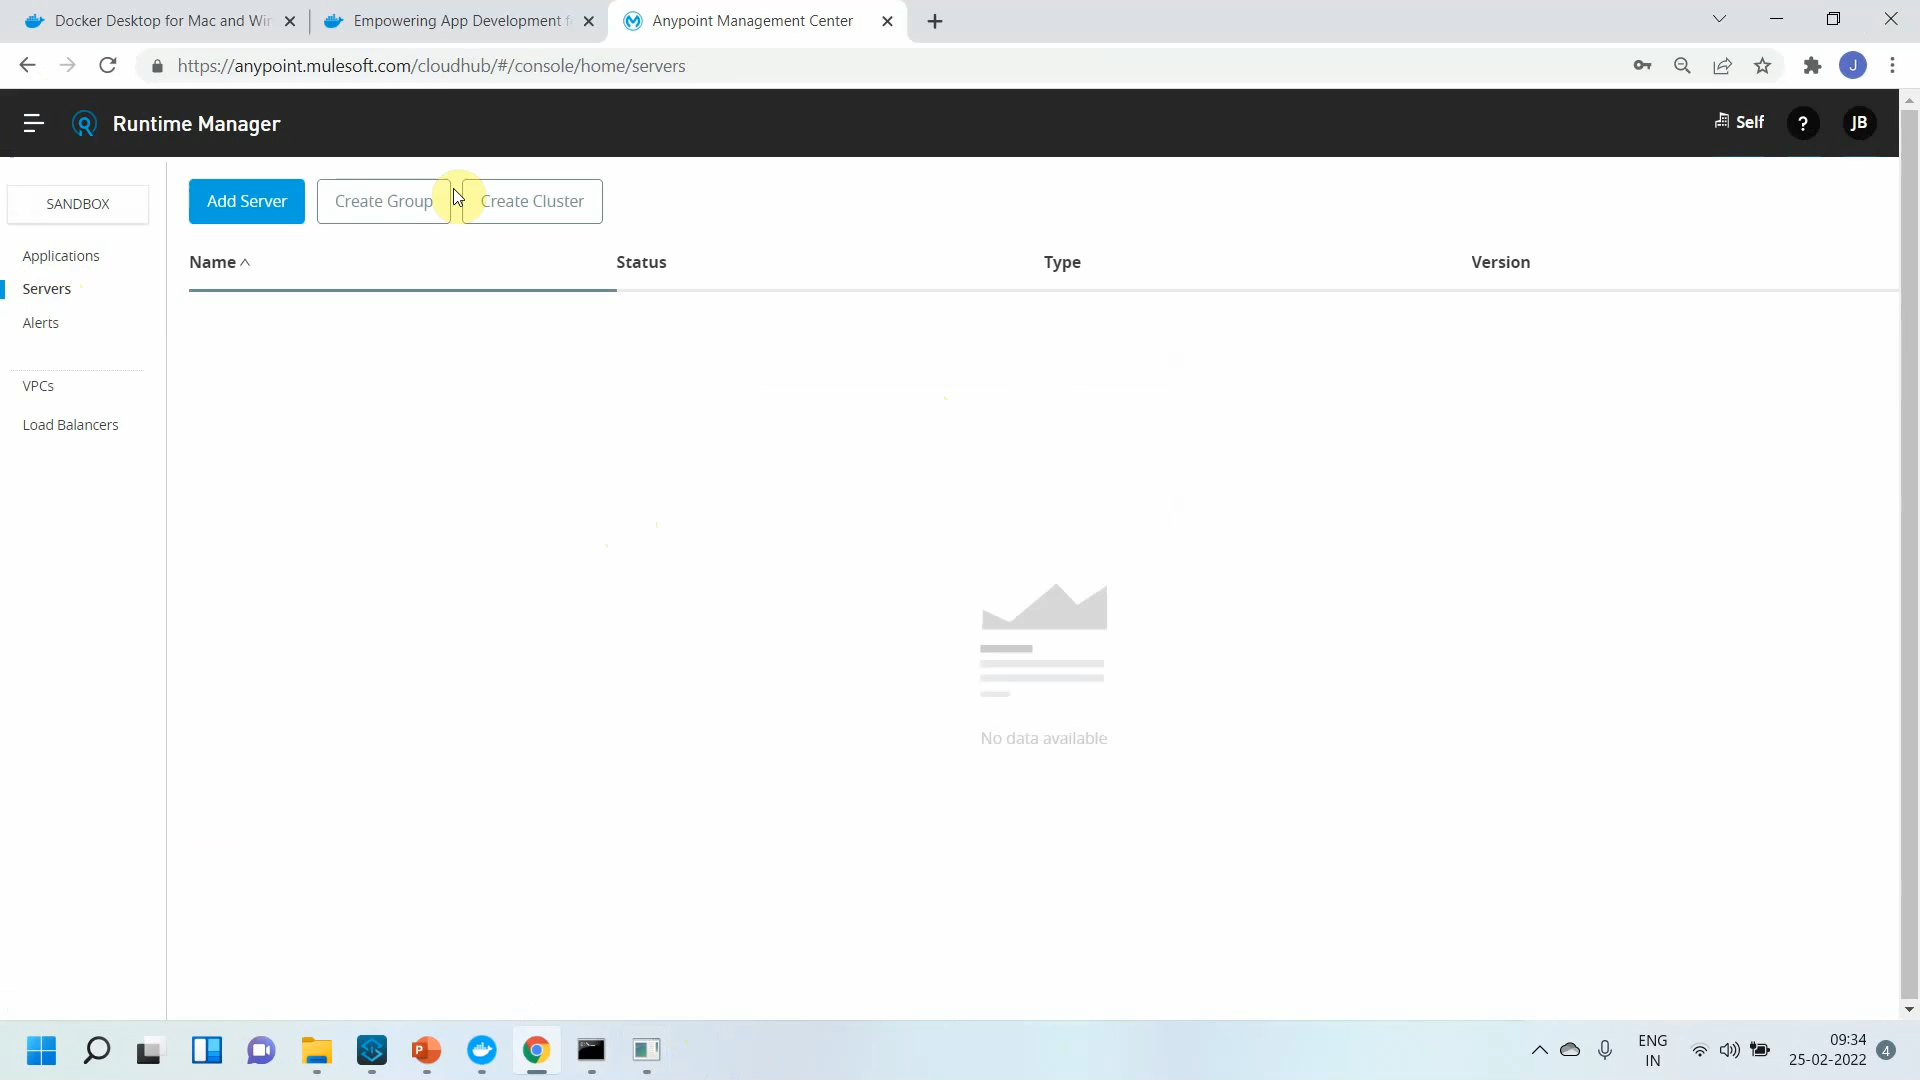 Docker Desktop for Mac and Wi
Empowering App Development f
Anypoint Management Center
https://anypoint.mulesoft.com/cloudhub/#/console/home/servers
J
Runtime Manager
Self
?
JB
SANDBOX
Add Server
Create Group
Create Cluster
Applications
Servers
Alerts
VPCs
Load Balancers
Name
Status
Type
Version
No data available
ENG
IN
09:34
25-02-2022
4